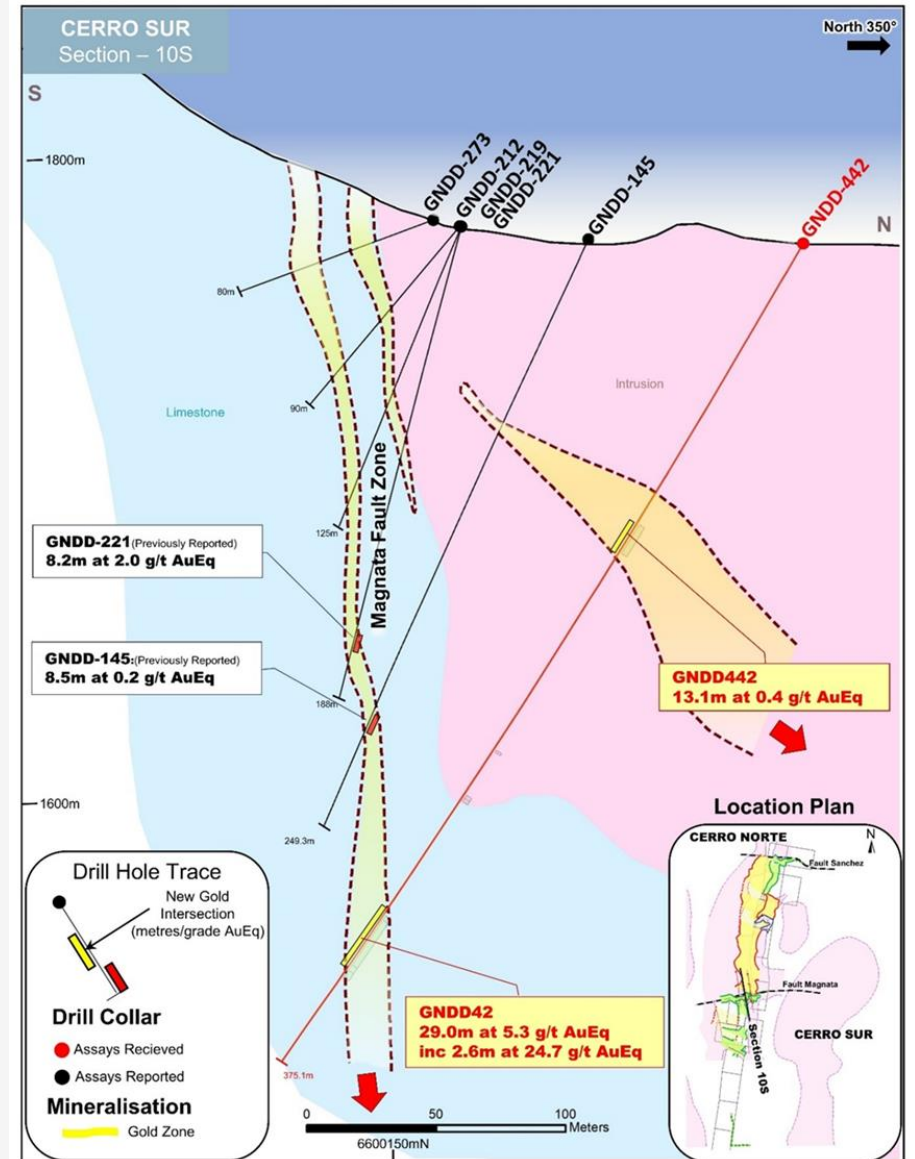 CERRO SUR
Section – 10S
North 350°
S
1800m
GNDD-273
GNDD-212
GNDD-219
GNDD-221
GNDD-145
GNDD-442
N
80m
90m
Limestone
Intrusion
Magnata Fault Zone
125m
GNDD-221(Previously Reported)
8.2m at 2.0 g/t AuEq
GNDD-145:(Previously Reported)
8.5m at 0.2 g/t AuEq
188m
GNDD442
13.1m at 0.4 g/t AuEq
1600m
249.3m
Location Plan
CERRO NORTE
N
Fault Sanchez
Fault Magnata
Section 10S
CERRO SUR
Drill Hole Trace
New Gold
Intersection
(metres/grade AuEq)
Drill Collar
Assays Recieved
Assays Reported
Mineralisation
Gold Zone
GNDD42
29.0m at 5.3 g/t AuEq
inc 2.6m at 24.7 g/t AuEq
375.1m
0 50 100
Meters
6600150mN